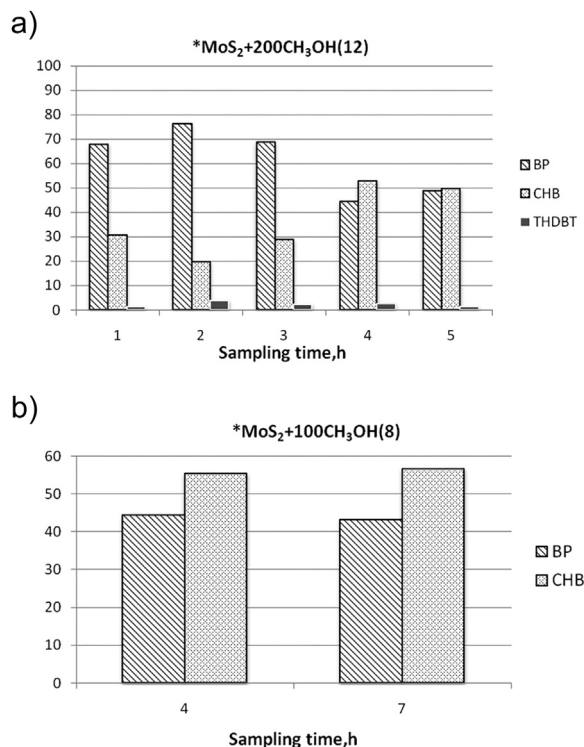 a)
*MoS₂+200CH₃OH(12)
100
90
80
70
60
50
40
30
20
10
0
BP
CHB
THDBT
1 2 3 4 5
Sampling time,h
b)
*MoS₂+100CH₃OH(8)
60
50
40
30
20
10
0
BP
CHB
4 7
Sampling time,h